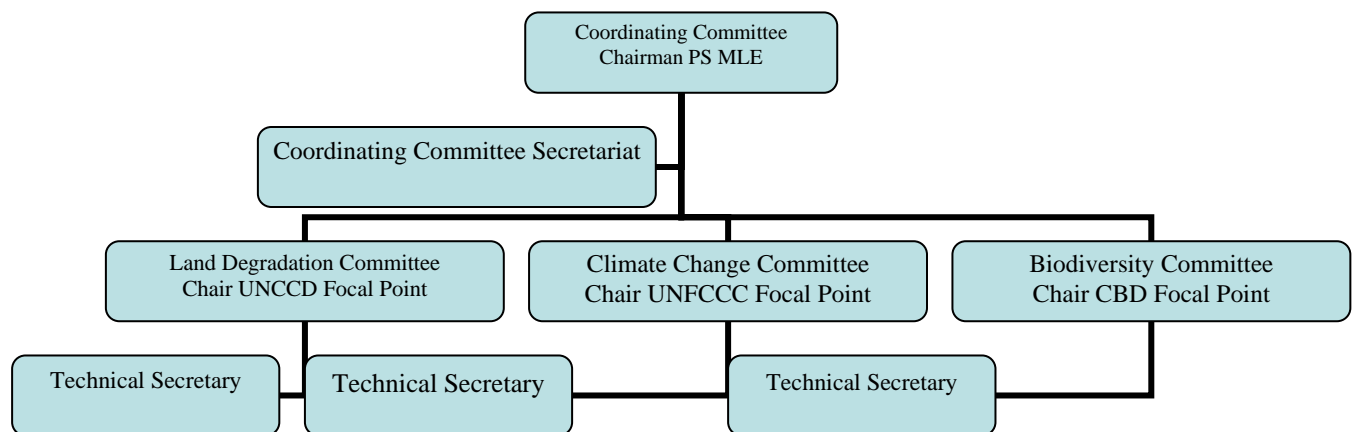 Coordinating Committee
Chairman PS MLE
Coordinating Committee Secretariat
Land Degradation Committee
Chair UNCCD Focal Point
Climate Change Committee
Chair UNFCCC Focal Point
Biodiversity Committee
Chair CBD Focal Point
Technical Secretary
Technical Secretary
Technical Secretary